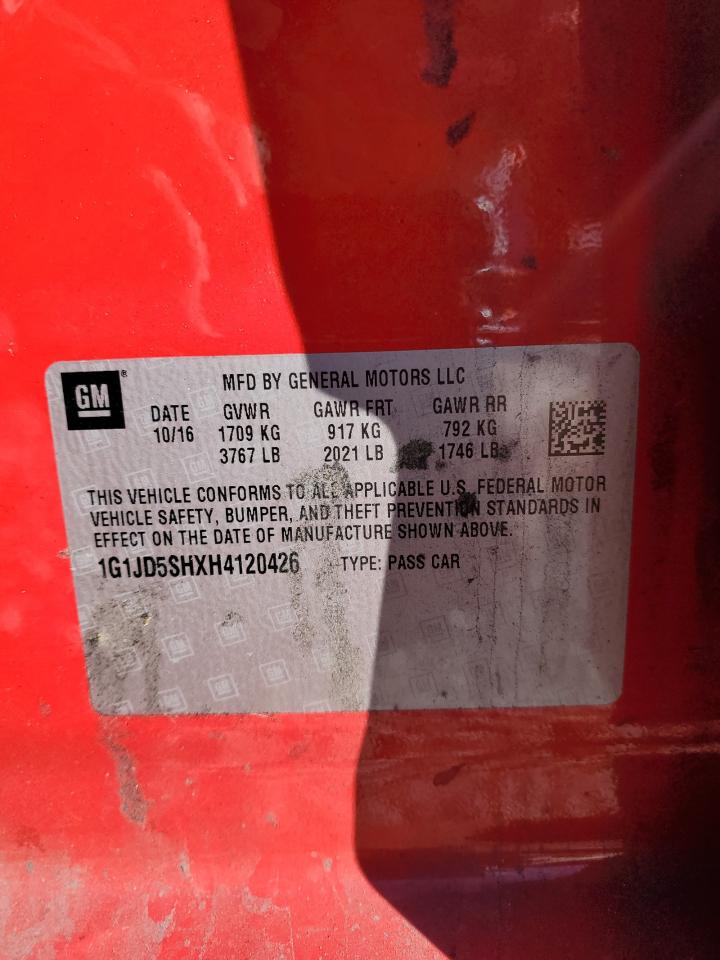 GM®
MFD BY GENERAL MOTORS LLC
DATE GVWR GAWR FRT GAWR RR
10/16 1709 KG 917 KG 792 KG
3767 LB 2021 LB 1746 LB
THIS VEHICLE CONFORMS TO ALL APPLICABLE U.S. FEDERAL MOTOR
VEHICLE SAFETY, BUMPER, AND THEFT PREVENTION STANDARDS IN
EFFECT ON THE DATE OF MANUFACTURE SHOWN ABOVE.
1G1JD5SHXH4120426 TYPE: PASS CAR